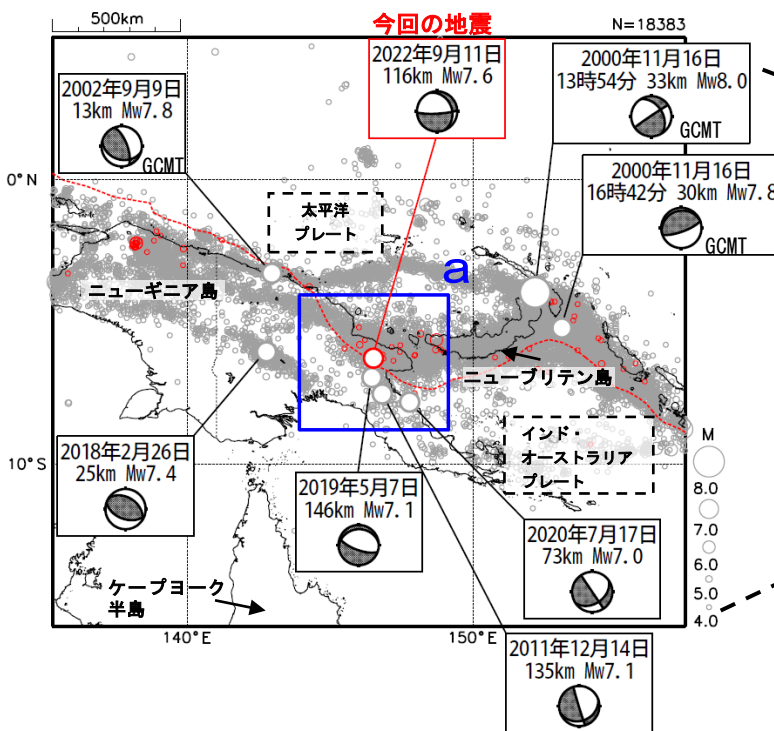 500km
今回の地震
N=18383
2002年9月9日
13km Mw7.8
GCMT
2022年9月11日
116km Mw7.6
2000年11月16日
13時54分 33km Mw8.0
GCMT
2000年11月16日
16時42分 30km Mw7.8
GCMT
0°N
太平洋
プレート
a
ニューギニア島
ニューブリテン島
インド・
オーストラリア
プレート
10°S
2018年2月26日
25km Mw7.4
2019年5月7日
146km Mw7.1
2020年7月17日
73km Mw7.0
2011年12月14日
135km Mw7.1
ケープヨーク
半島
140°E
150°E
M
8.0
7.0
6.0
5.0
4.0